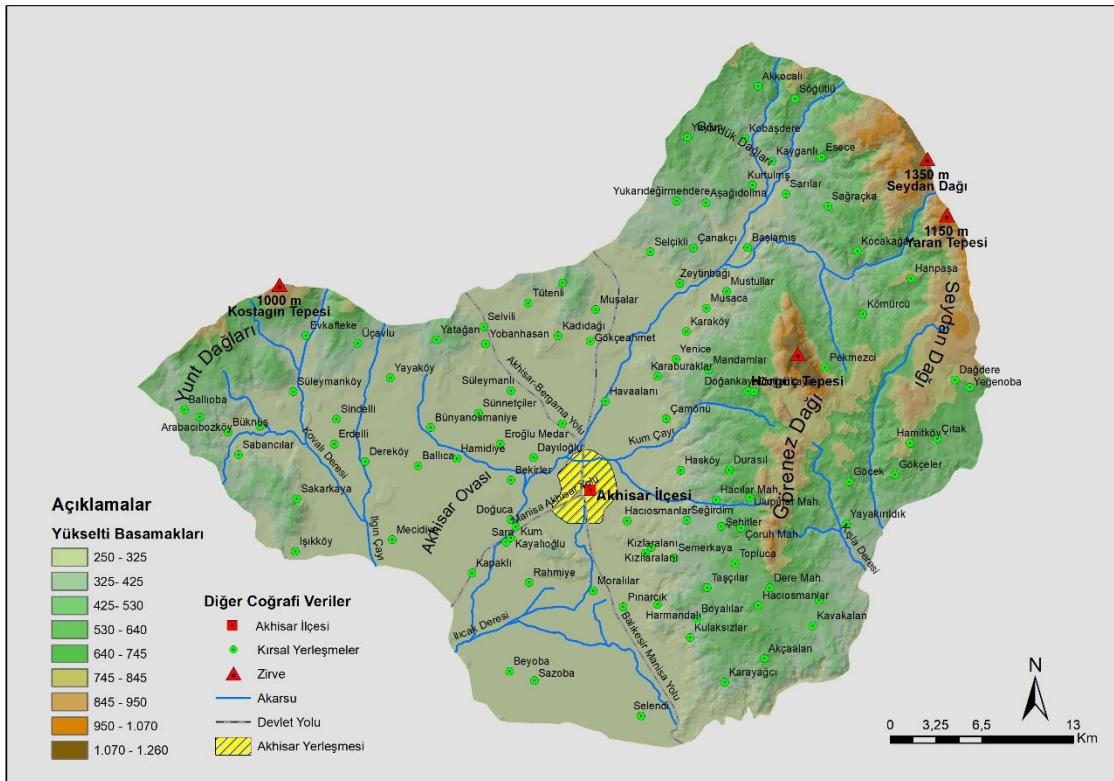 Akkocalı
Söğütlü
Kobaşdere
Gördük Dağları
Kayganlı
Esece
1350 m
Seydan Dağı
Kurtulmş
Sarılar
Yukarıdeğirmendere
Aşağıdolma
Sağraçka
1150 m
Yaran Tepesi
Selçikli
Çanakçı
Başlamış
Kocakağan
Hanpaşa
Zeytinbağı
Mustullar
Kömürcü
Seydan Dağı
1000 m
Kostagın Tepesi
Tütenli
Muşalar
Musaca
Selvili
Karaköy
Evkafteke
Üçavlu
Yatağan
Yobanhasan
Kadıdağı
Gökçeahmet
Yunt Dağları
Yenice
Mandamlar
Pekmezci
Akhisar-Bergama Yolu
Karaburaklar
Yayaköy
Süleymanköy
Süleymanlı
Havaalanı
Dağdere
Yeğenoba
Ballıoba
Arabacıbozköy
Büknüş
Sindelli
Sünnetçiler
Bünyanosmaniye
Çamönü
Kum Çayı
Görenez Dağı
Sabancılar
Kovalı Deresi
Erdelli
Eroğlu Medar
Hamidiye
Dayıoğlu
Hamitköy
Çıtak
Dereköy
Ballıca
Bekirler
Hasköy
Durasıl
Göcek
Gökçeler
Akhisar Ovası
Manisa Akhisar Yolu
Akhisar İlçesi
Hacılar Mah.
Sakarkaya
Doğuca
Hacıosmanlar
Seğirdim
Yayakırıldık
Mecidiye
Sara
Kum
Kayalıoğlu
Şehitler
Çoruh Mah.
Işıkköy
Ilgın Çayı
Kızlaralanı
Kızılaralanı
Semerkaya
Topluca
Kışla Deresi
Kapaklı
Rahmiye
Moralılar
Taşçılar
Dere Mah.
Pınarcık
Harmandalı
Boyalılar
Hacıosmanlar
Kavakalan
Ilıcak Deresi
Kulaksızlar
Balıkesir Manisa Yolu
Akçaalan
Beyoba
Sazoba
Karayağcı
Selendi
Açıklamalar
Yükselti Basamakları
250 - 325
325 - 425
425 - 530
530 - 640
640 - 745
745 - 845
845 - 950
950 - 1.070
1.070 - 1.260
Diğer Coğrafi Veriler
Akhisar İlçesi
Kırsal Yerleşmeler
Zirve
Akarsu
Devlet Yolu
Akhisar Yerleşmesi
N
0 3,25 6,5 13
Km